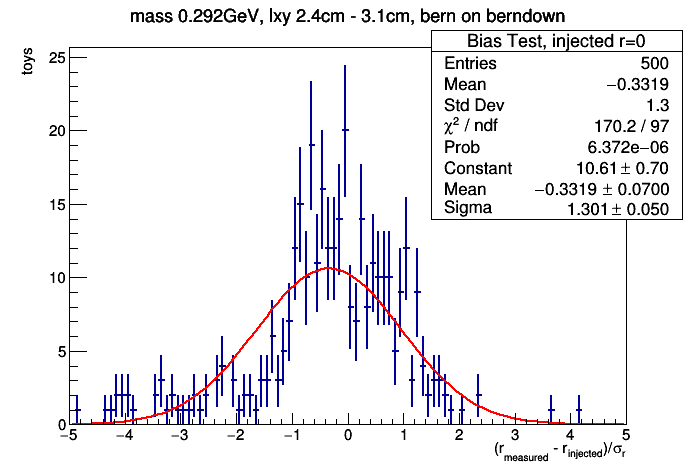 mass 0.292GeV, lxy 2.4cm - 3.1cm, bern on berndown
Bias Test, injected r=0
Entries 500
Mean −0.3319
Std Dev 1.3
χ² / ndf 170.2 / 97
Prob 6.372e−06
Constant 10.61 ± 0.70
Mean −0.3319 ± 0.0700
Sigma 1.301 ± 0.050
toys
25
20
15
10
5
0
−5 −4 −3 −2 −1 0 1 2 3 4 5
(r_measured - r_injected)/σ_r